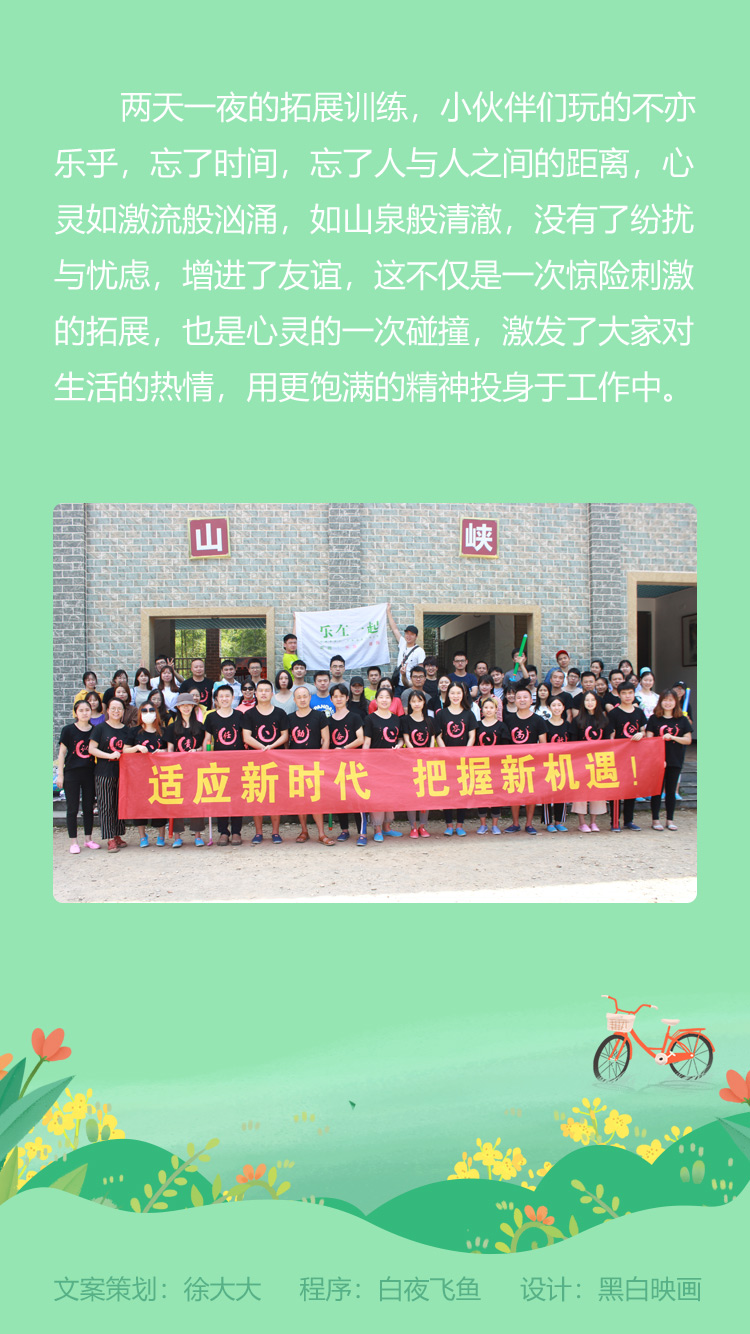 两天一夜的拓展训练，小伙伴们玩的不亦
乐乎，忘了时间，忘了人与人之间的距离，心
灵如激流般汹涌，如山泉般清澈，没有了纷扰
与忧虑，增进了友谊，这不仅是一次惊险刺激
的拓展，也是心灵的一次碰撞，激发了大家对
生活的热情，用更饱满的精神投身于工作中。
山 峡
乐在一起
适应新时代 把握新机遇！
文案策划：徐大大 程序：白夜飞鱼 设计：黑白映画